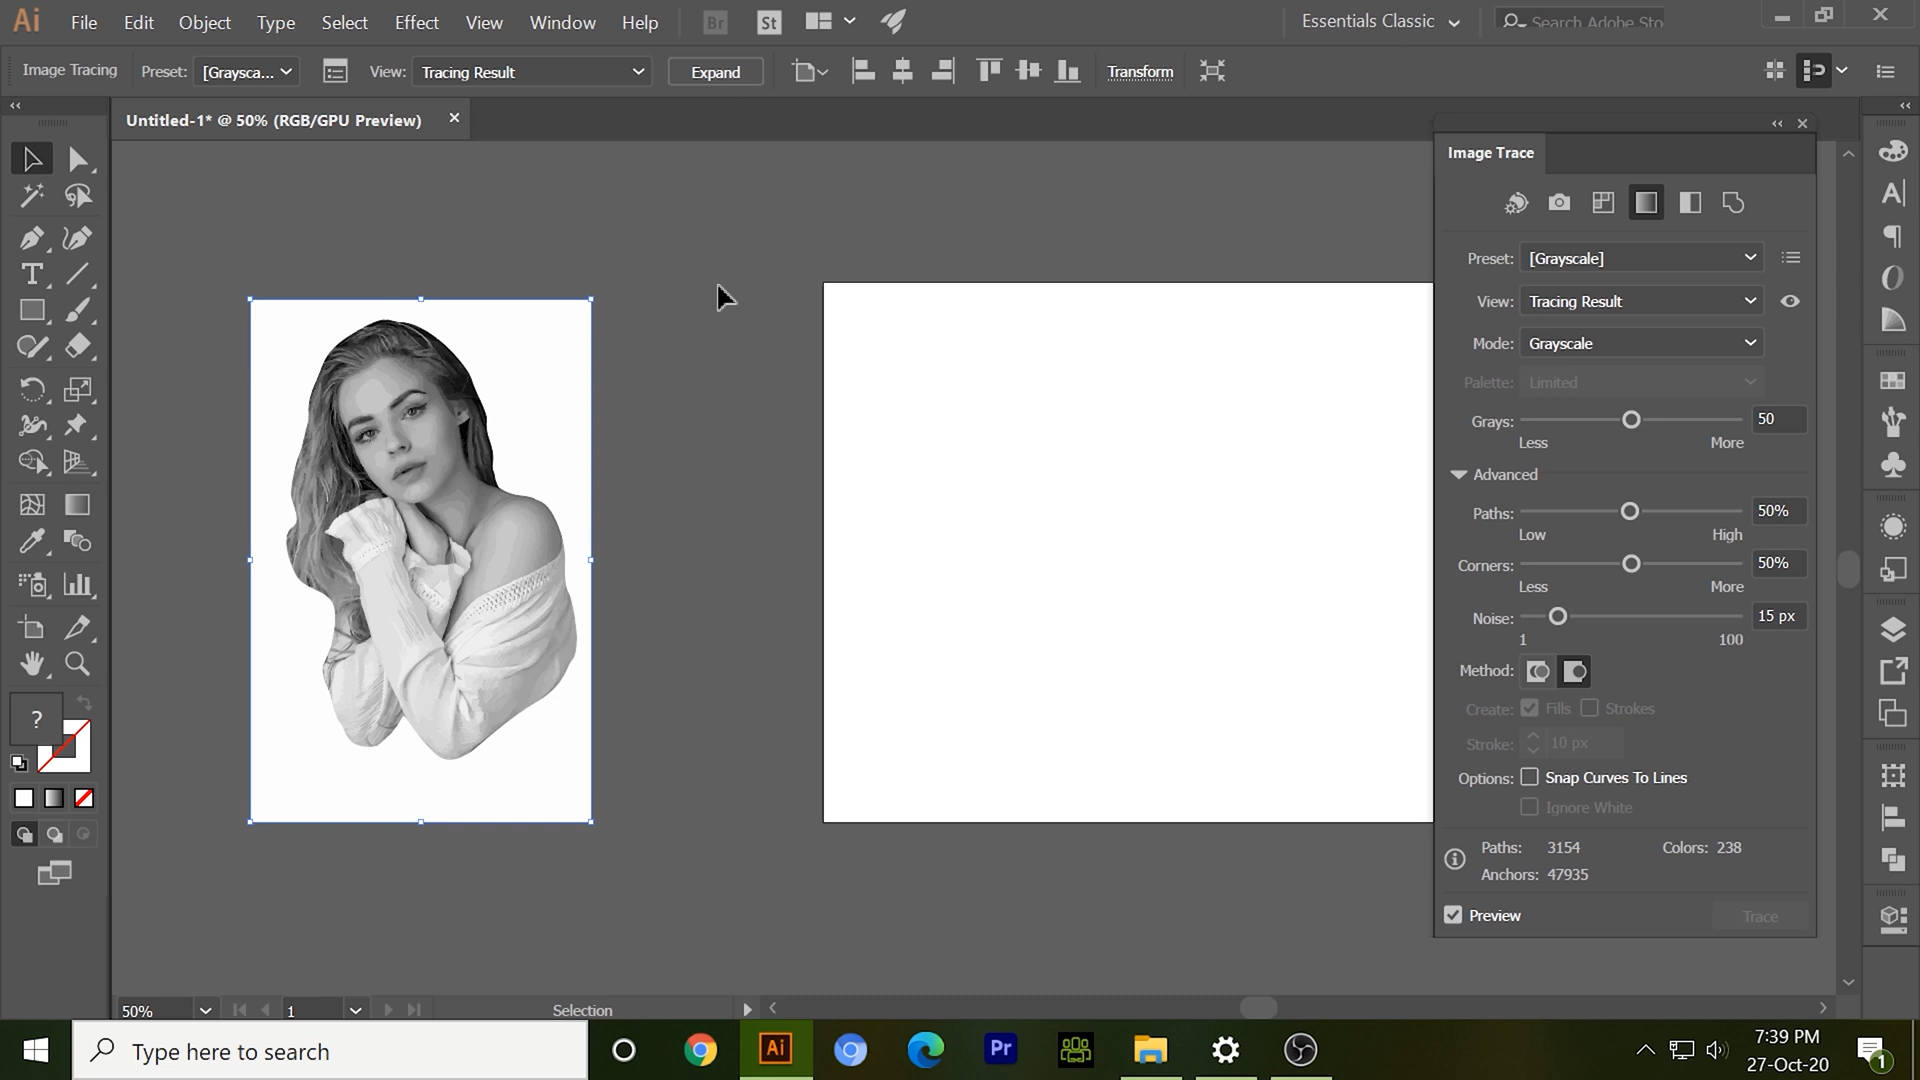 Ai File Edit Object Type Select Effect View Window Help Br St Essentials Classic Search Adobe Sto
Image Tracing Preset: [Graysca... View: Tracing Result Expand Transform
Untitled-1* @ 50% (RGB/GPU Preview)
Image Trace
Preset: [Grayscale]
View: Tracing Result
Mode: Grayscale
Palette: Limited
Grays: 50
Less More
Advanced
Paths: 50%
Low High
Corners: 50%
Less More
Noise: 15 px
1 100
Method:
Create: Fills Strokes
Stroke: 10 px
Options: Snap Curves To Lines
Ignore White
Paths: 3154 Colors: 238
Anchors: 47935
Preview Trace
?
50% 1 Selection
Type here to search Ai Pr
7:39 PM
27-Oct-20
1